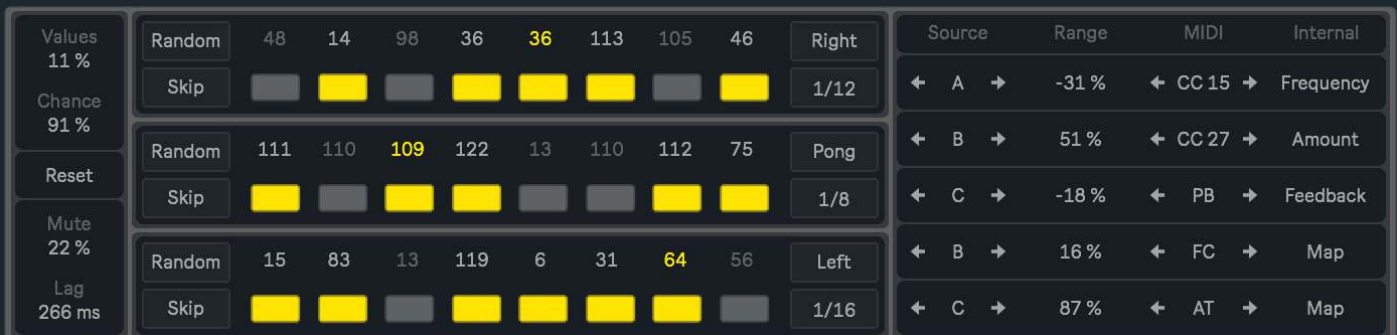 Values
11 %
Chance
91 %
Reset
Mute
22 %
Lag
266 ms
Random 48 14 98 36 36 113 105 46 Right
Skip 1/12
Random 111 110 109 122 13 110 112 75 Pong
Skip 1/8
Random 15 83 13 119 6 31 64 56 Left
Skip 1/16
Source Range MIDI Internal
A -31 % CC 15 Frequency
B 51 % CC 27 Amount
C -18 % PB Feedback
B 16 % FC Map
C 87 % AT Map